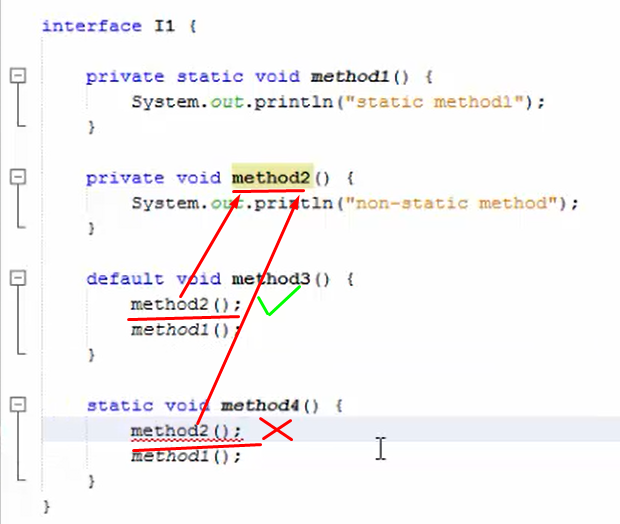 interface I1 {
private static void method1() {
System.out.println("static method1");
}
private void method2() {
System.out.println("non-static method");
}
default void method3() {
method2();
method1();
}
static void method4() {
method2();
method1();
}
}